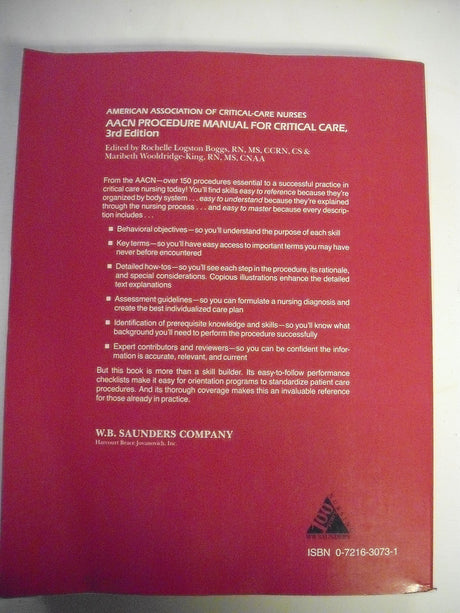 AMERICAN ASSOCIATION OF CRITICAL-CARE NURSES
AACN PROCEDURE MANUAL FOR CRITICAL CARE,
3rd Edition
Edited by Rochelle Logston Boggs, RN, MS, CCRN, CS &
Maribeth Wooldridge-King, RN, MS, CNAA
From the AACN—over 150 procedures essential to a successful practice in
critical care nursing today! You'll find skills easy to reference because they're
organized by body system . . . easy to understand because they're explained
through the nursing process . . . and easy to master because every descrip-
tion includes . . .
■ Behavioral objectives—so you'll understand the purpose of each skill
■ Key terms—so you'll have easy access to important terms you may have
never before encountered
■ Detailed how-tos—so you'll see each step in the procedure, its rationale,
and special considerations. Copious illustrations enhance the detailed
text explanations
■ Assessment guidelines—so you can formulate a nursing diagnosis and
create the best individualized care plan
■ Identification of prerequisite knowledge and skills—so you'll know what
background you'll need to perform the procedure successfully
■ Expert contributors and reviewers—so you can be confident the infor-
mation is accurate, relevant, and current
But this book is more than a skill builder. Its easy-to-follow performance
checklists make it easy for orientation programs to standardize patient care
procedures. And its thorough coverage makes this an invaluable reference
for those already in practice.
W.B. SAUNDERS COMPANY
Harcourt Brace Jovanovich, Inc.
100
W.B. SAUNDERS
ISBN 0-7216-3073-1